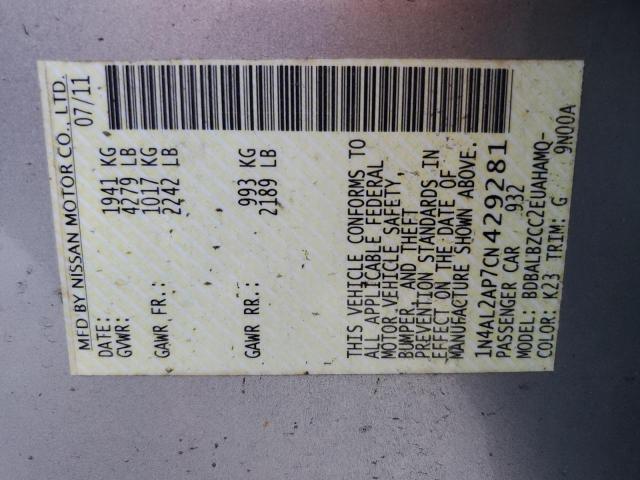 MFD BY NISSAN MOTOR CO., LTD.
DATE: 07/11
GVWR: 1941 KG
4279 LB
GAWR FR.: 1017 KG
2242 LB
GAWR RR.: 993 KG
2189 LB
THIS VEHICLE CONFORMS TO
ALL APPLICABLE FEDERAL
MOTOR VEHICLE SAFETY,
BUMPER, AND THEFT
PREVENTION STANDARDS IN
EFFECT ON THE DATE OF
MANUFACTURE SHOWN ABOVE.
1N4AL2AP7CN429281
PASSENGER CAR 932
MODEL: BDBALBZCC2EUAHAMQ-
COLOR: K23 TRIM: G 9N00A